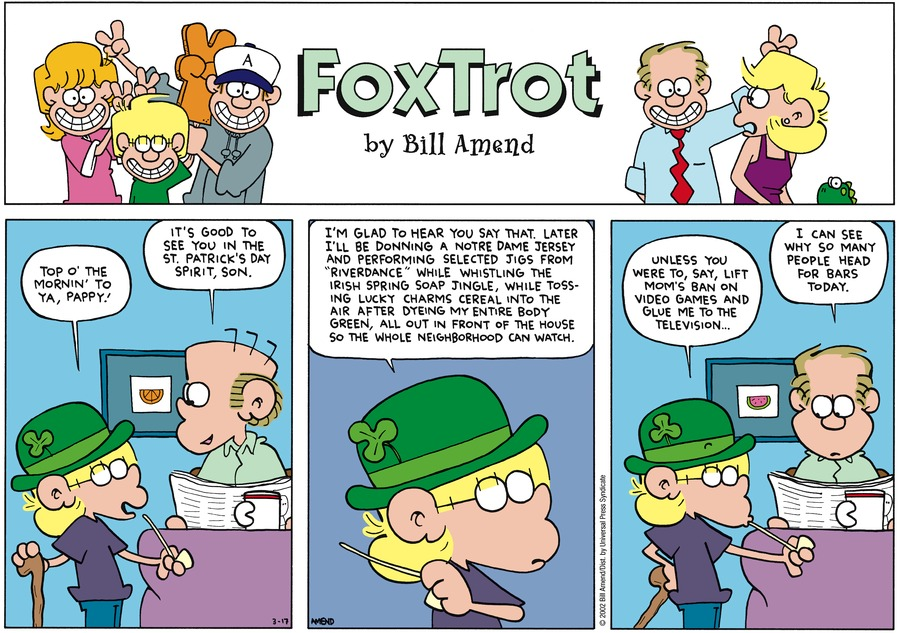 A
FOXTROT
by Bill Amend
TOP O' THE
MORNIN' TO
YA, PAPPY!
IT'S GOOD TO
SEE YOU IN THE
ST. PATRICK'S DAY
SPIRIT, SON.
3-17
I'M GLAD TO HEAR YOU SAY THAT. LATER
I'LL BE DONNING A NOTRE DAME JERSEY
AND PERFORMING SELECTED JIGS FROM
"RIVERDANCE" WHILE WHISTLING THE
IRISH SPRING SOAP JINGLE, WHILE TOSS-
ING LUCKY CHARMS CEREAL INTO THE
AIR AFTER DYEING MY ENTIRE BODY
GREEN, ALL OUT IN FRONT OF THE HOUSE
SO THE WHOLE NEIGHBORHOOD CAN WATCH.
AMEND
© 2002 Bill Amend/Dist. by Universal Press Syndicate
UNLESS YOU
WERE TO, SAY, LIFT
MOM'S BAN ON
VIDEO GAMES AND
GLUE ME TO THE
TELEVISION...
I CAN SEE
WHY SO MANY
PEOPLE HEAD
FOR BARS
TODAY.